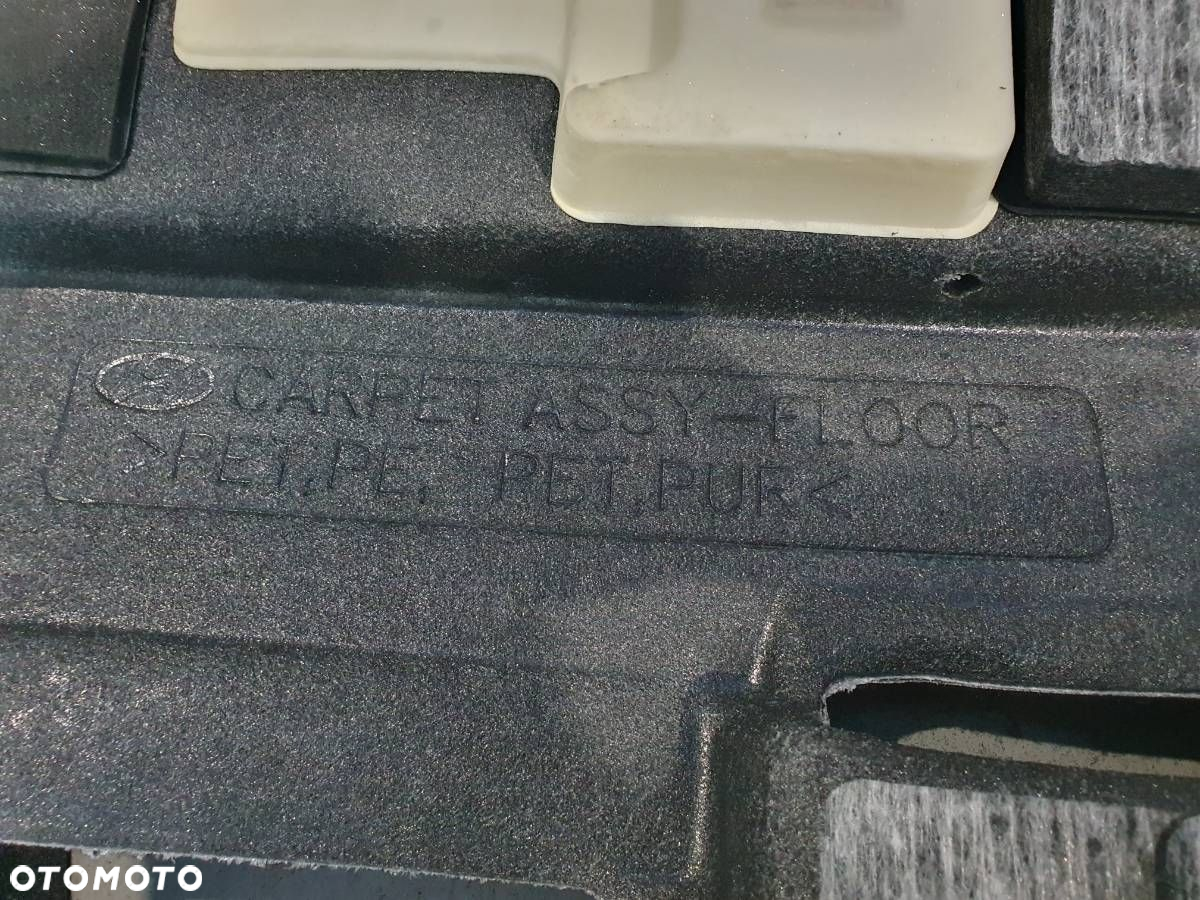 CARPET ASSY-FLOOR
>PET.PE, PET.PUR<
OTOMOTO